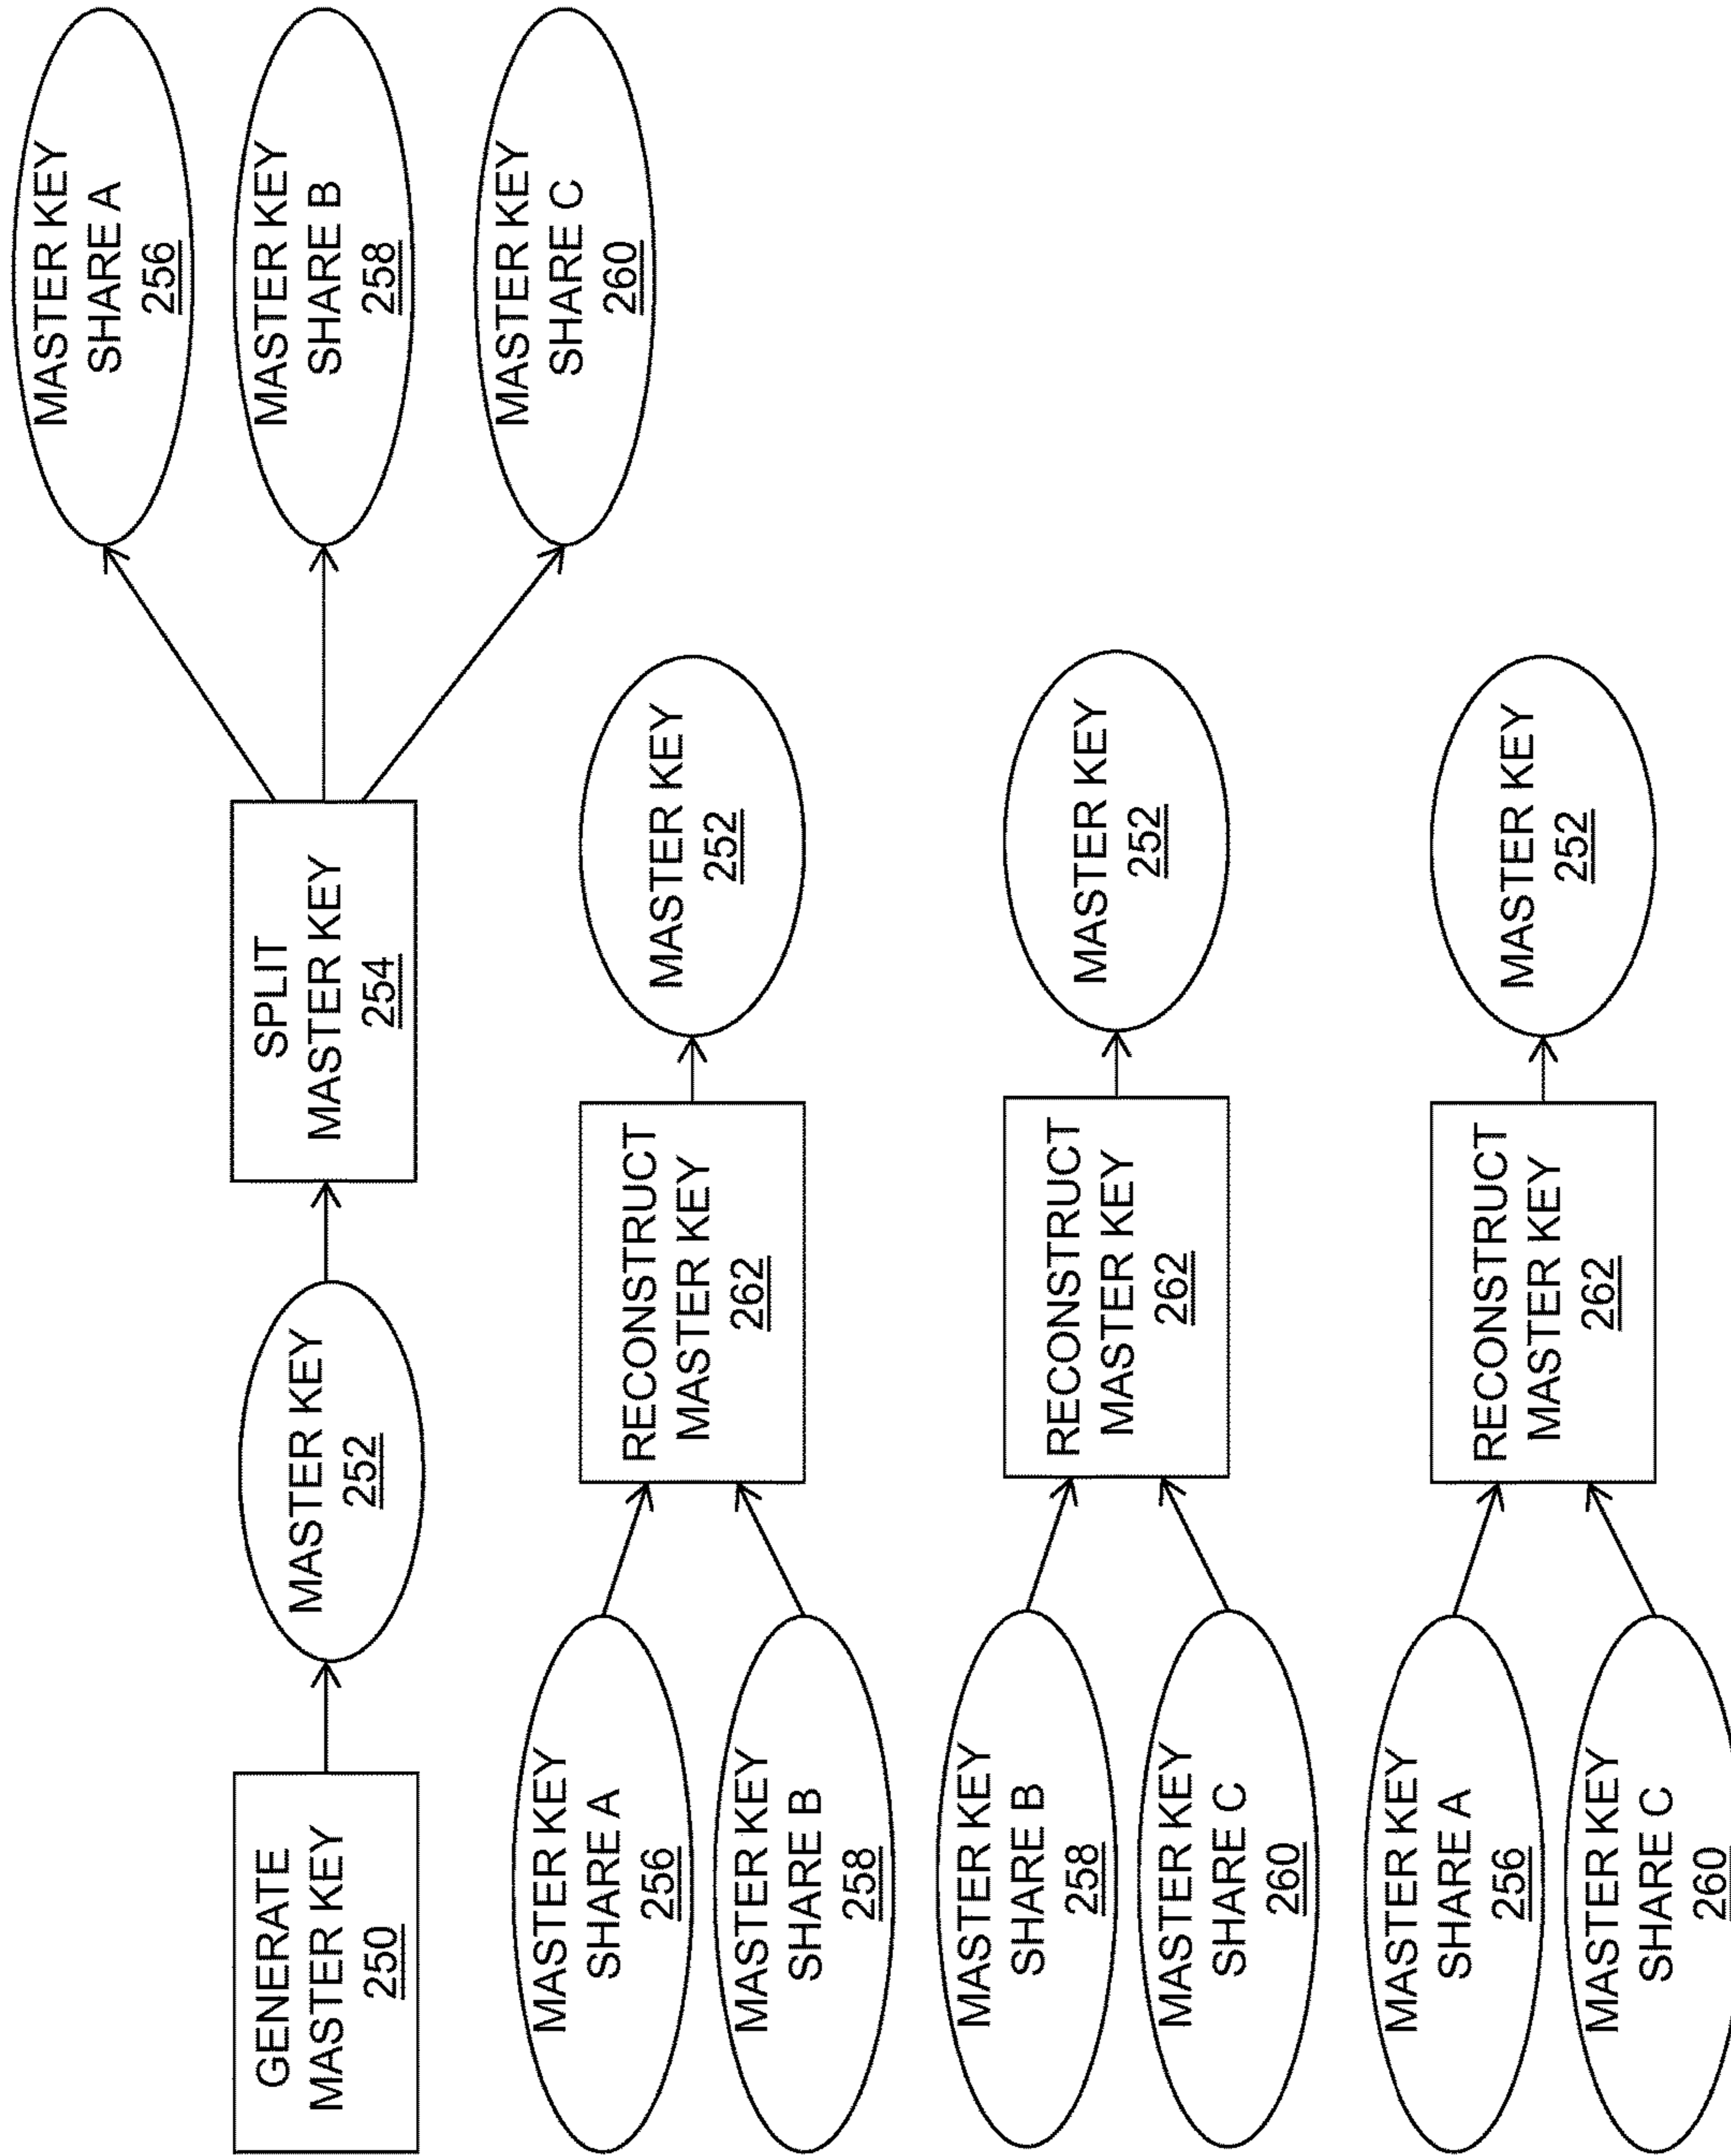 GENERATE
MASTER KEY
250
MASTER KEY
252
SPLIT
MASTER KEY
254
MASTER KEY
SHARE A
256
MASTER KEY
SHARE B
258
MASTER KEY
SHARE C
260
MASTER KEY
SHARE A
256
MASTER KEY
SHARE B
258
RECONSTRUCT
MASTER KEY
262
MASTER KEY
252
MASTER KEY
SHARE B
258
MASTER KEY
SHARE C
260
RECONSTRUCT
MASTER KEY
262
MASTER KEY
252
MASTER KEY
SHARE A
256
MASTER KEY
SHARE C
260
RECONSTRUCT
MASTER KEY
262
MASTER KEY
252